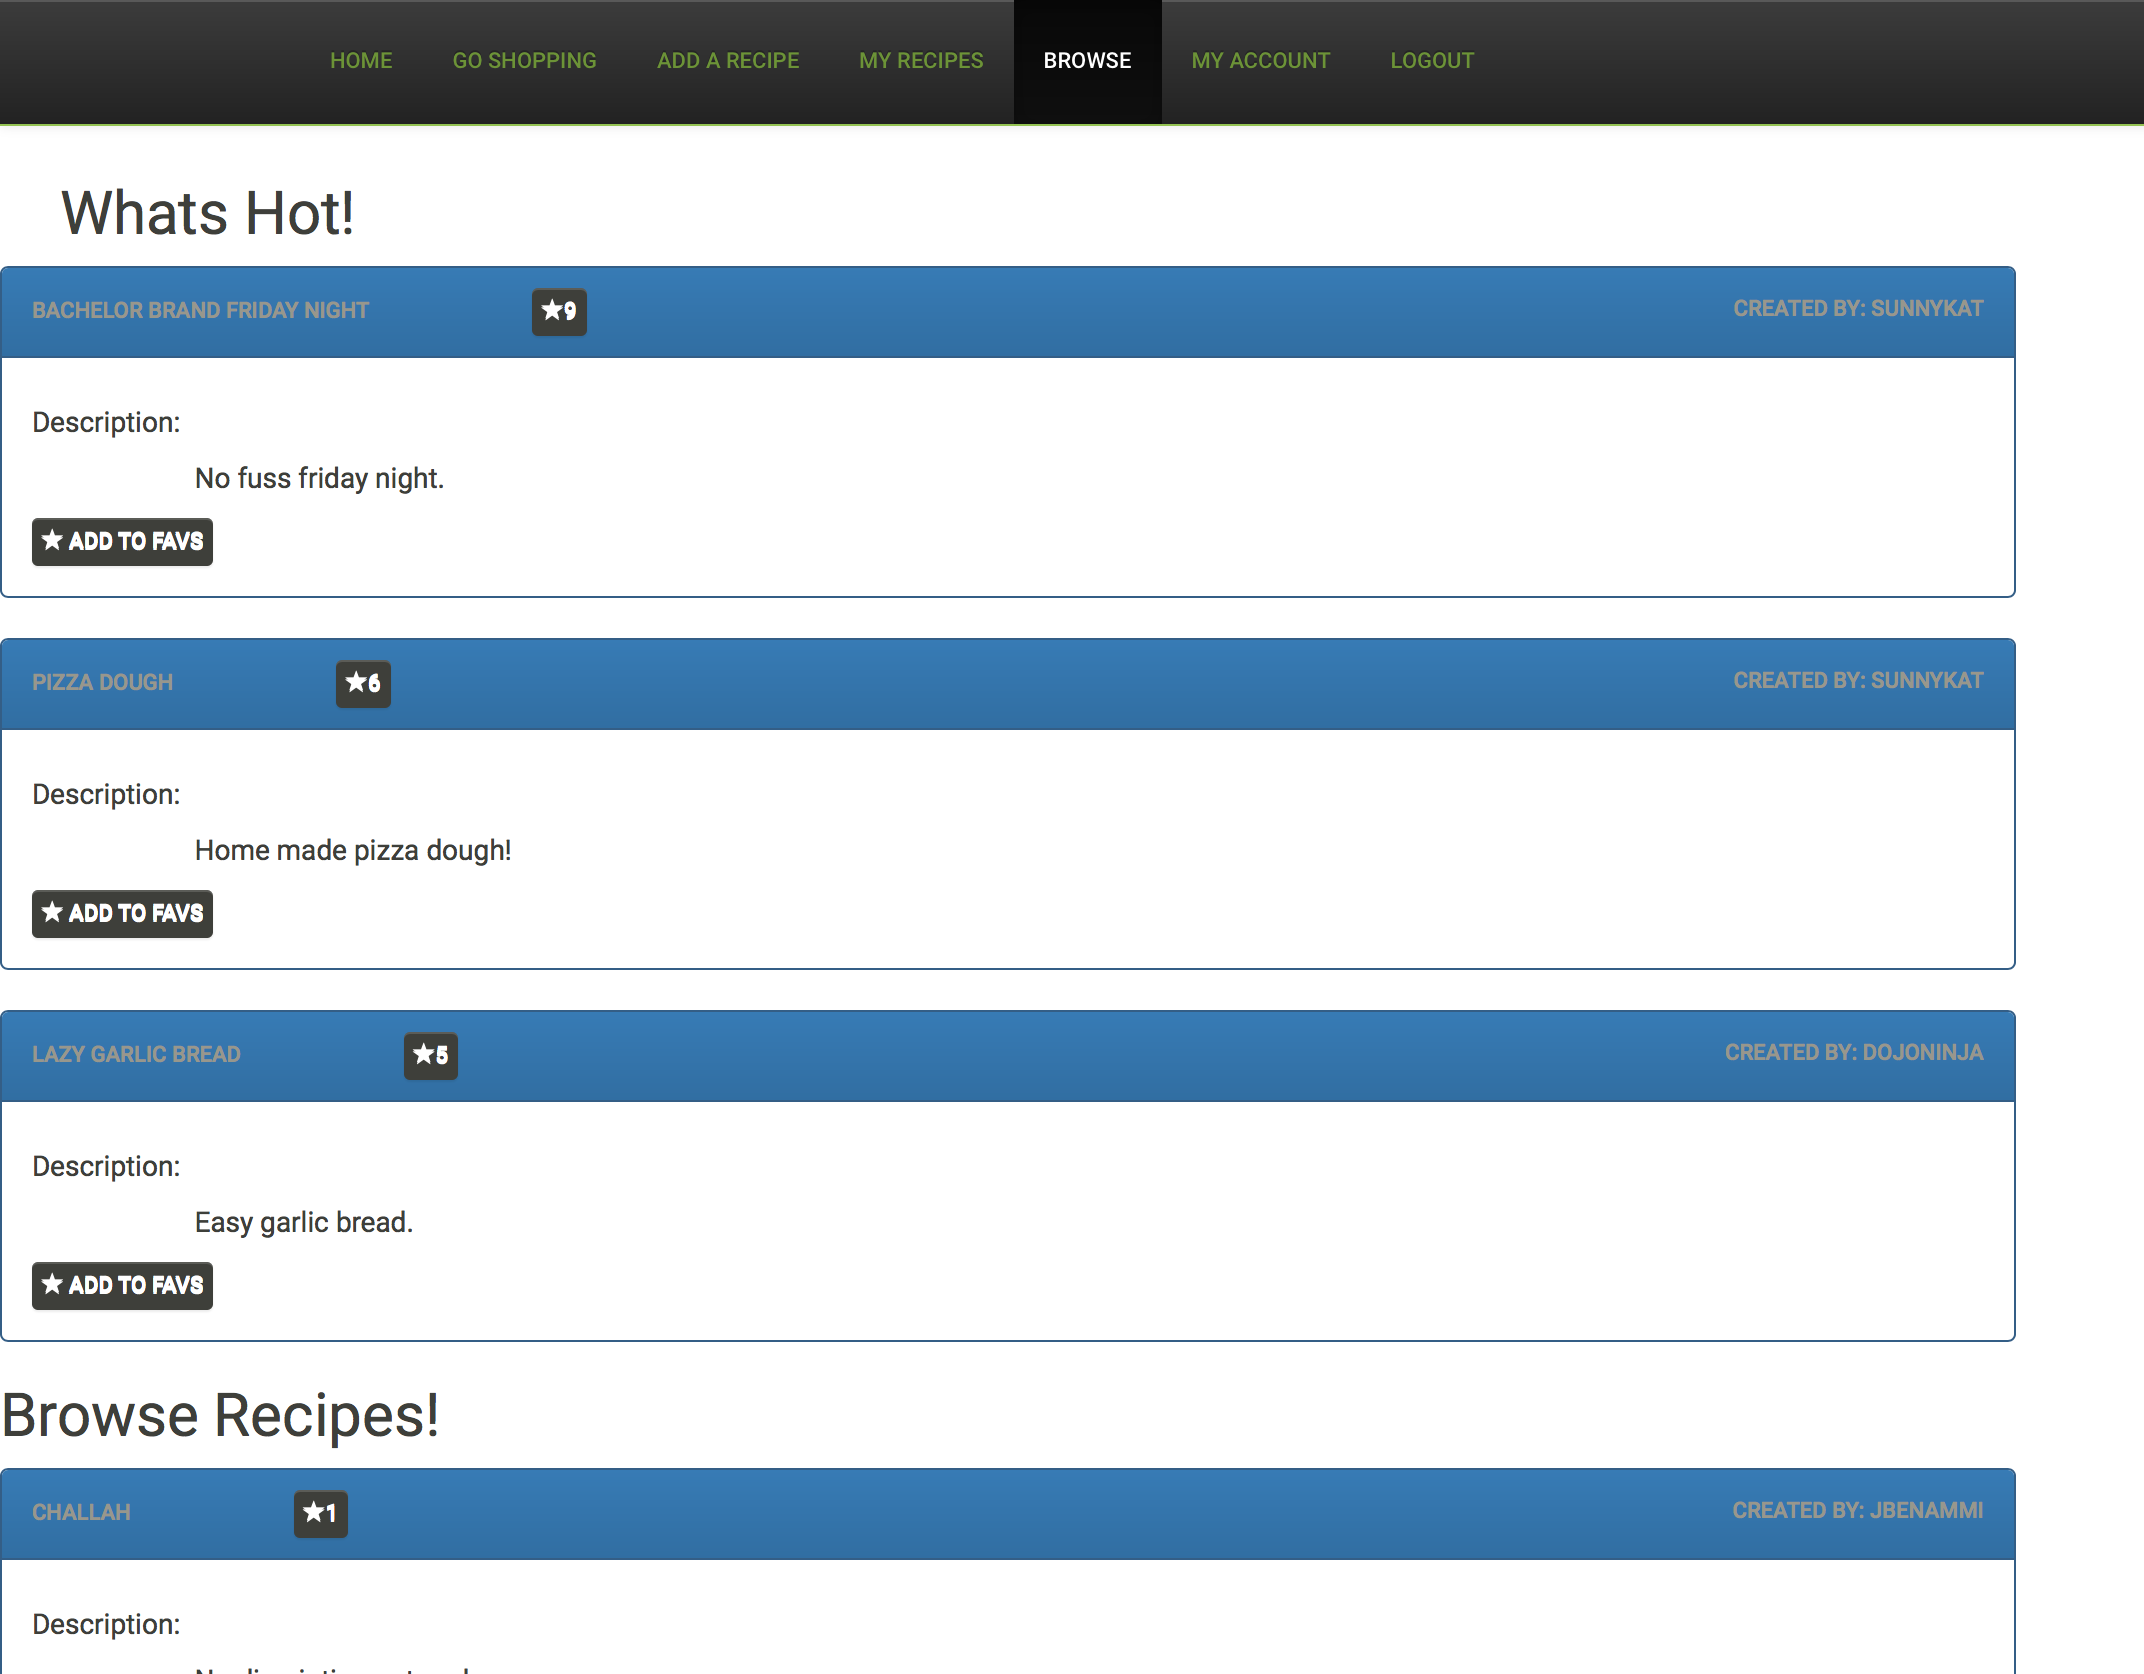 HOME GO SHOPPING ADD A RECIPE MY RECIPES BROWSE MY ACCOUNT LOGOUT
Whats Hot!
BACHELOR BRAND FRIDAY NIGHT ★9 CREATED BY: SUNNYKAT
Description:
No fuss friday night.
★ ADD TO FAVS
PIZZA DOUGH ★6 CREATED BY: SUNNYKAT
Description:
Home made pizza dough!
★ ADD TO FAVS
LAZY GARLIC BREAD ★5 CREATED BY: DOJONINJA
Description:
Easy garlic bread.
★ ADD TO FAVS
Browse Recipes!
CHALLAH ★1 CREATED BY: JBENAMMI
Description: